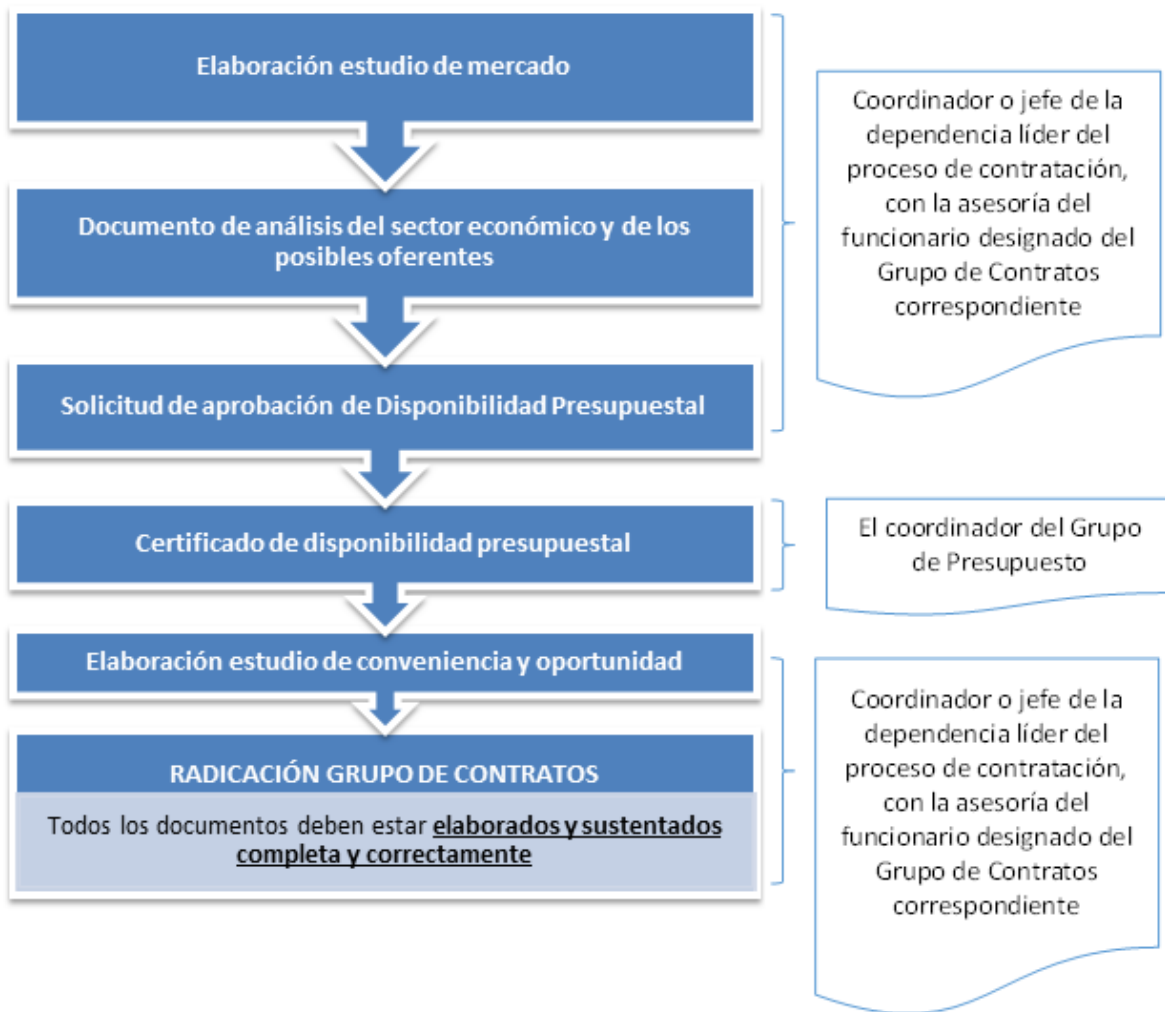 Elaboración estudio de mercado
Documento de análisis del sector económico y de los
posibles oferentes
Solicitud de aprobación de Disponibilidad Presupuestal
Coordinador o jefe de la
dependencia líder del
proceso de contratación,
con la asesoría del
funcionario designado del
Grupo de Contratos
correspondiente
Certificado de disponibilidad presupuestal
El coordinador del Grupo
de Presupuesto
Elaboración estudio de conveniencia y oportunidad
RADICACIÓN GRUPO DE CONTRATOS
Todos los documentos deben estar elaborados y sustentados
completa y correctamente
Coordinador o jefe de la
dependencia líder del
proceso de contratación,
con la asesoría del
funcionario designado del
Grupo de Contratos
correspondiente